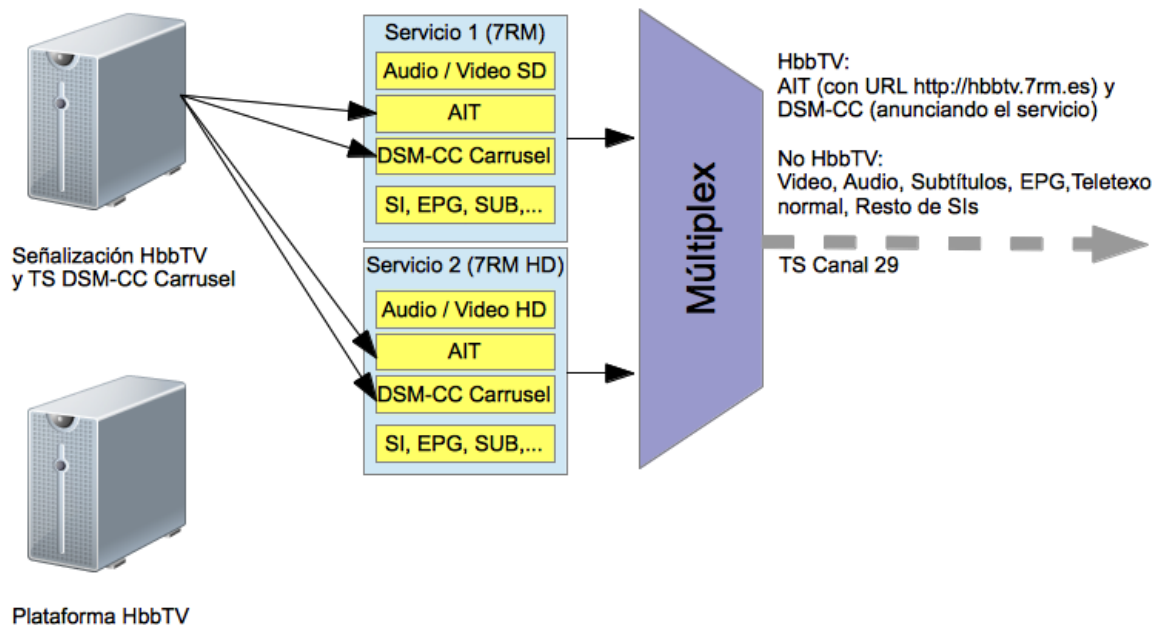 Servicio 1 (7RM)
Audio / Video SD
AIT
DSM-CC Carrusel
SI, EPG, SUB,...
Señalización HbbTV
y TS DSM-CC Carrusel
Servicio 2 (7RM HD)
Audio / Video HD
AIT
DSM-CC Carrusel
SI, EPG, SUB,...
Plataforma HbbTV
Múltiplex
HbbTV:
AIT (con URL http://hbbtv.7rm.es) y
DSM-CC (anunciando el servicio)
No HbbTV:
Video, Audio, Subtítulos, EPG,Teletexo
normal, Resto de SIs
TS Canal 29